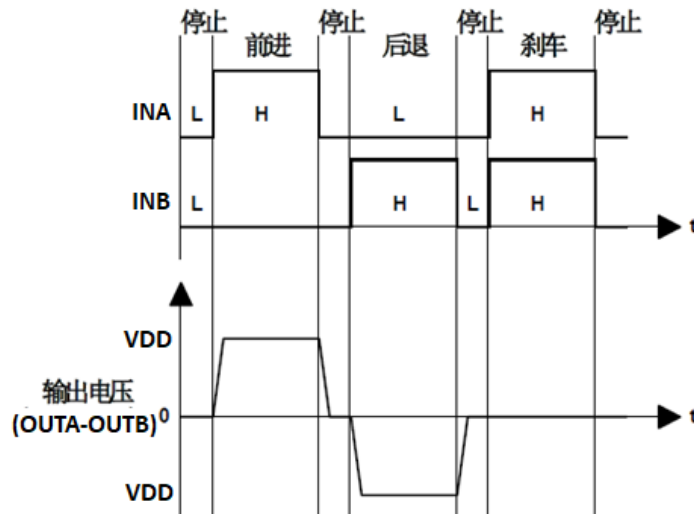 停止 停止 停止 停止
前进 后退 刹车
INA L H L H
INB L H L H
t
VDD
输出电压
(OUTA-OUTB) 0 t
VDD